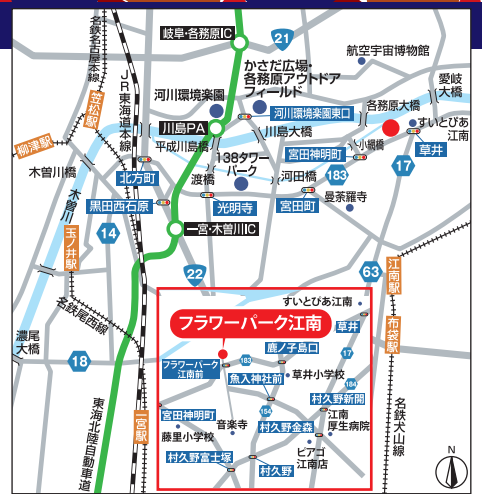 岐阜・各務原IC
21
航空宇宙博物館
名鉄名古屋本線
JR東海道本線
かさだ広場・
各務原アウトドア
フィールド
愛岐
大橋
河川環境楽園
笠松駅
河川環境楽園東口
各務原大橋
川島PA
川島大橋
すいとぴあ
江南
柳津駅
平成川島橋
138タワー
パーク
宮田神明町
小網橋
草井
木曽川橋
北方町
渡橋
河田橋
183
17
木曽川
黒田西石原
光明寺
宮田町
曼荼羅寺
玉ノ井駅
14
一宮・木曽川IC
22
63
江南駅
名鉄尾西線
すいとぴあ江南
フラワーパーク江南
草井
布袋駅
濃尾
大橋
鹿ノ子島口
17
18
フラワーパーク
江南前
183
魚入神社前
草井小学校
184
村久野新開
宮田神明町
154
江南
厚生病院
一宮駅
音楽寺
村久野金森
藤里小学校
ピアゴ
江南店
村久野富士塚
村久野
東海北陸自動車道
名鉄犬山線
N